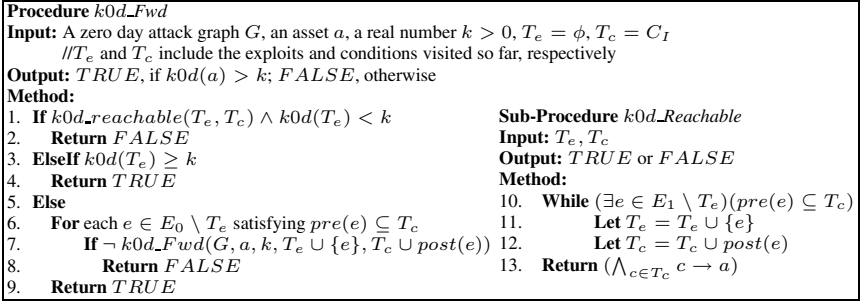 Procedure k0d_Fwd
Input: A zero day attack graph G, an asset a, a real number k > 0, T_e = ϕ, T_c = C_I
//T_e and T_c include the exploits and conditions visited so far, respectively
Output: TRUE, if k0d(a) > k; FALSE, otherwise
Method:
1. If k0d_reachable(T_e, T_c) ∧ k0d(T_e) < k
2. Return FALSE
3. ElseIf k0d(T_e) ≥ k
4. Return TRUE
5. Else
6. For each e ∈ E_0 \ T_e satisfying pre(e) ⊆ T_c
7. If ¬ k0d_Fwd(G, a, k, T_e ∪ {e}, T_c ∪ post(e))
8. Return FALSE
9. Return TRUE
Sub-Procedure k0d_Reachable
Input: T_e, T_c
Output: TRUE or FALSE
Method:
10. While (∃e ∈ E_1 \ T_e)(pre(e) ⊆ T_c)
11. Let T_e = T_e ∪ {e}
12. Let T_c = T_c ∪ post(e)
13. Return (⋀_{c∈T_c} c → a)